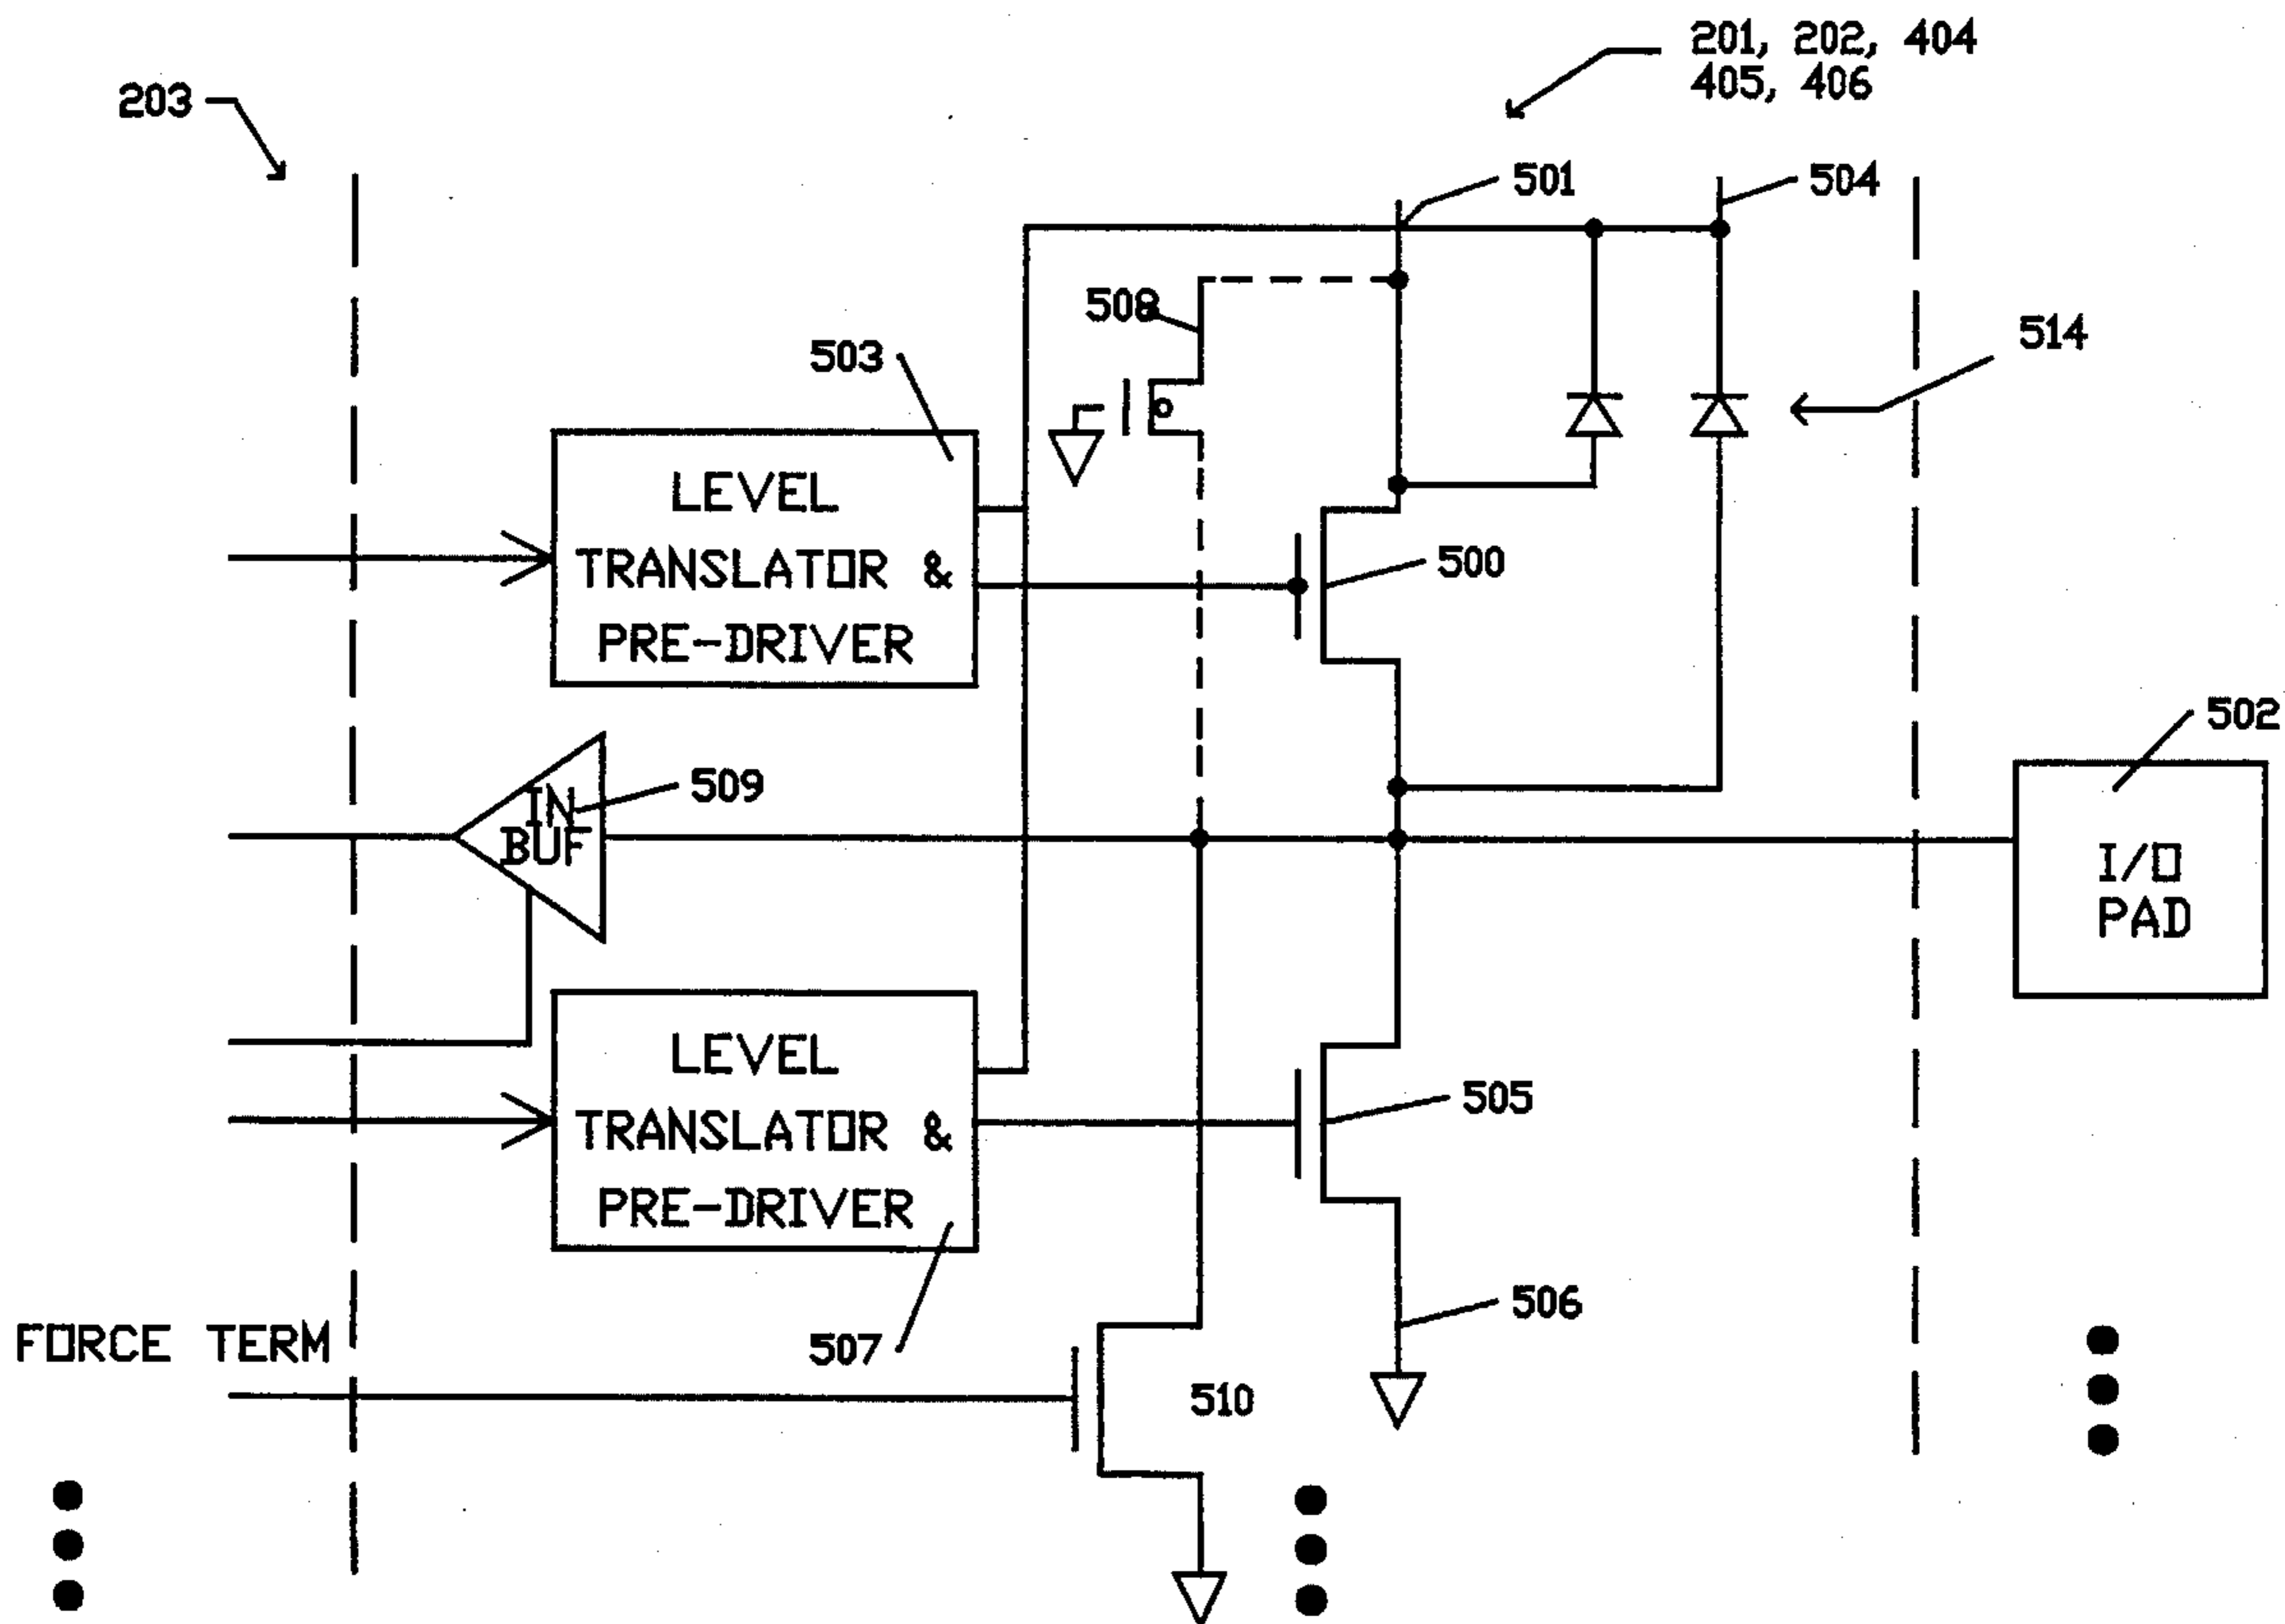 201, 202, 404
405, 406
203
501
504
508
514
503
LEVEL
TRANSLATOR &
PRE-DRIVER
500
502
509
IN
BUF
I/O
PAD
LEVEL
TRANSLATOR &
PRE-DRIVER
505
506
507
FORCE TERM
510